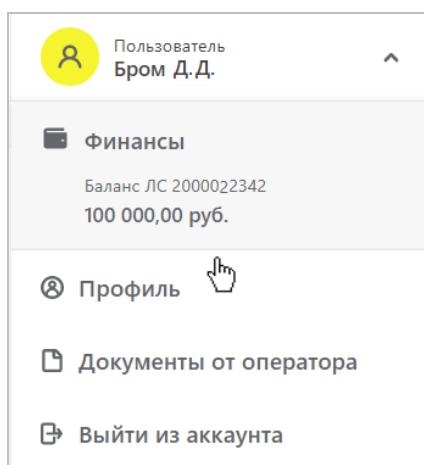 Пользователь
Бром Д.Д.
Финансы
Баланс ЛС 2000022342
100 000,00 руб.
Профиль
Документы от оператора
Выйти из аккаунта